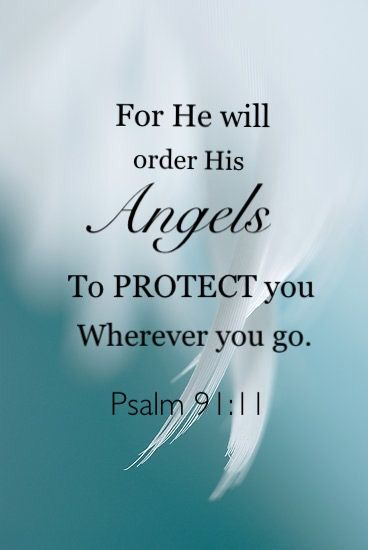 For He will
order His
Angels
To PROTECT you
Wherever you go.
Psalm 91:11